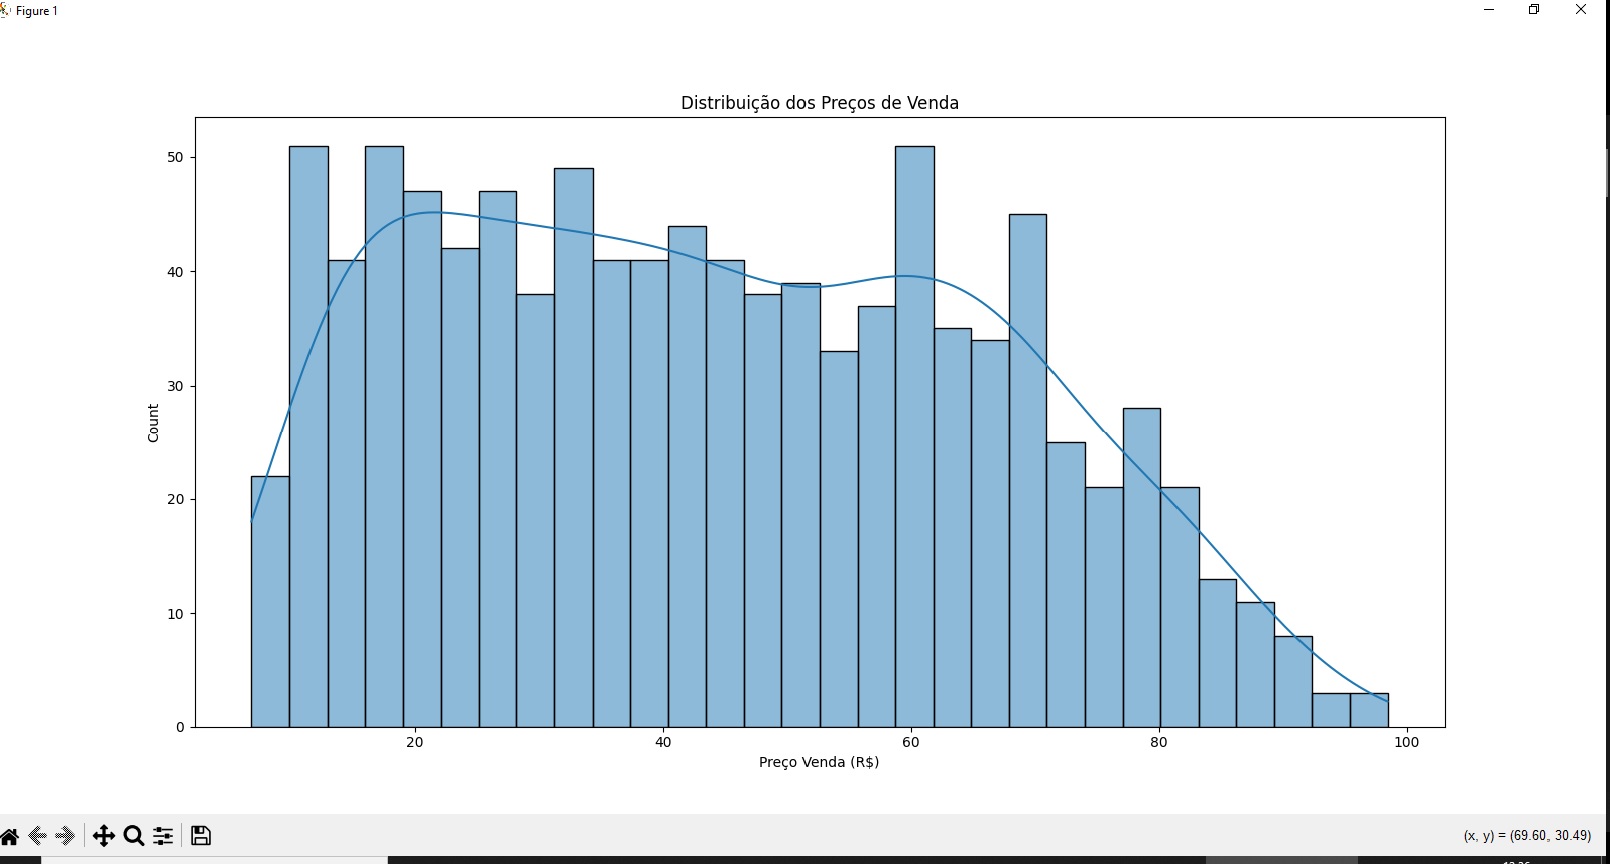 Figure 1
Distribuição dos Preços de Venda
50
40
30
20
10
0
Count
20 40 60 80 100
Preço Venda (R$)
(x, y) = (69.60, 30.49)